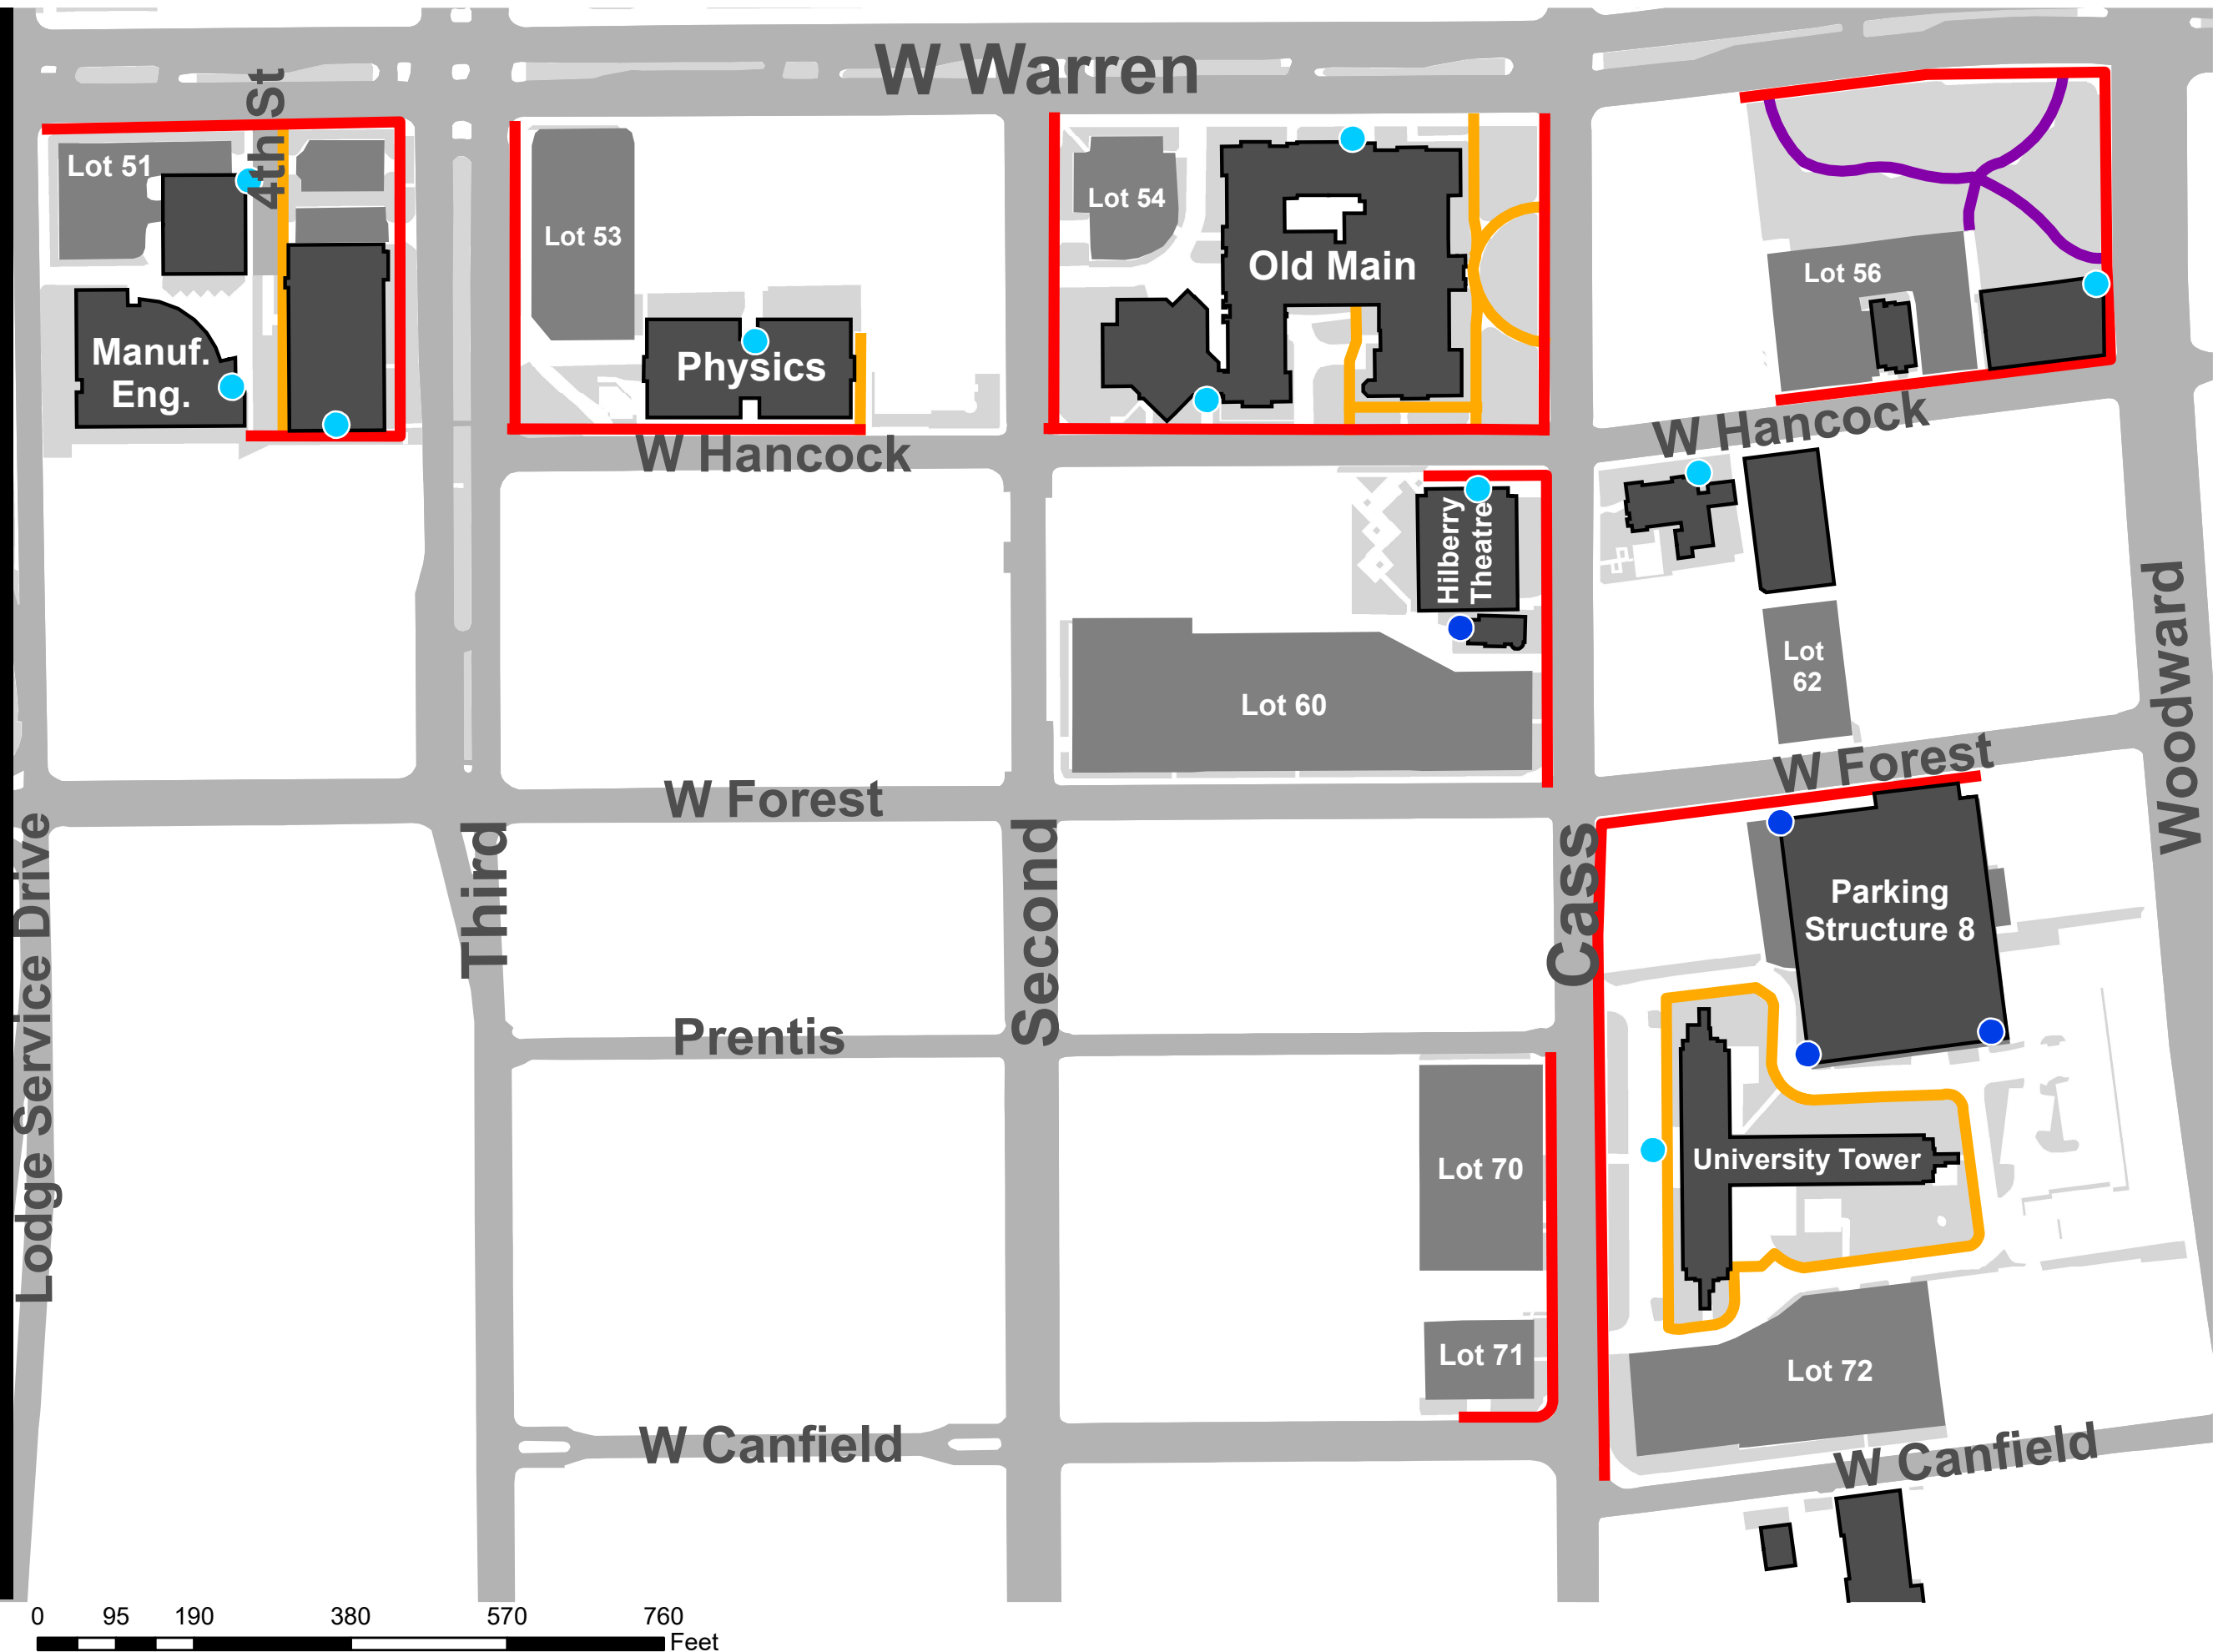 W Warren
4th St
Lot 51
Lot 53
Lot 54
Old Main
Lot 56
Manuf.
Eng.
Physics
W Hancock
W Hancock
Hilberry
Theatre
Lot
62
Lot 60
Woodward
W Forest
W Forest
Lodge Service Drive
Third
Second
Cass
Parking
Structure 8
Prentis
Lot 70
University Tower
Lot 71
Lot 72
W Canfield
W Canfield
0 95 190 380 570 760
Feet